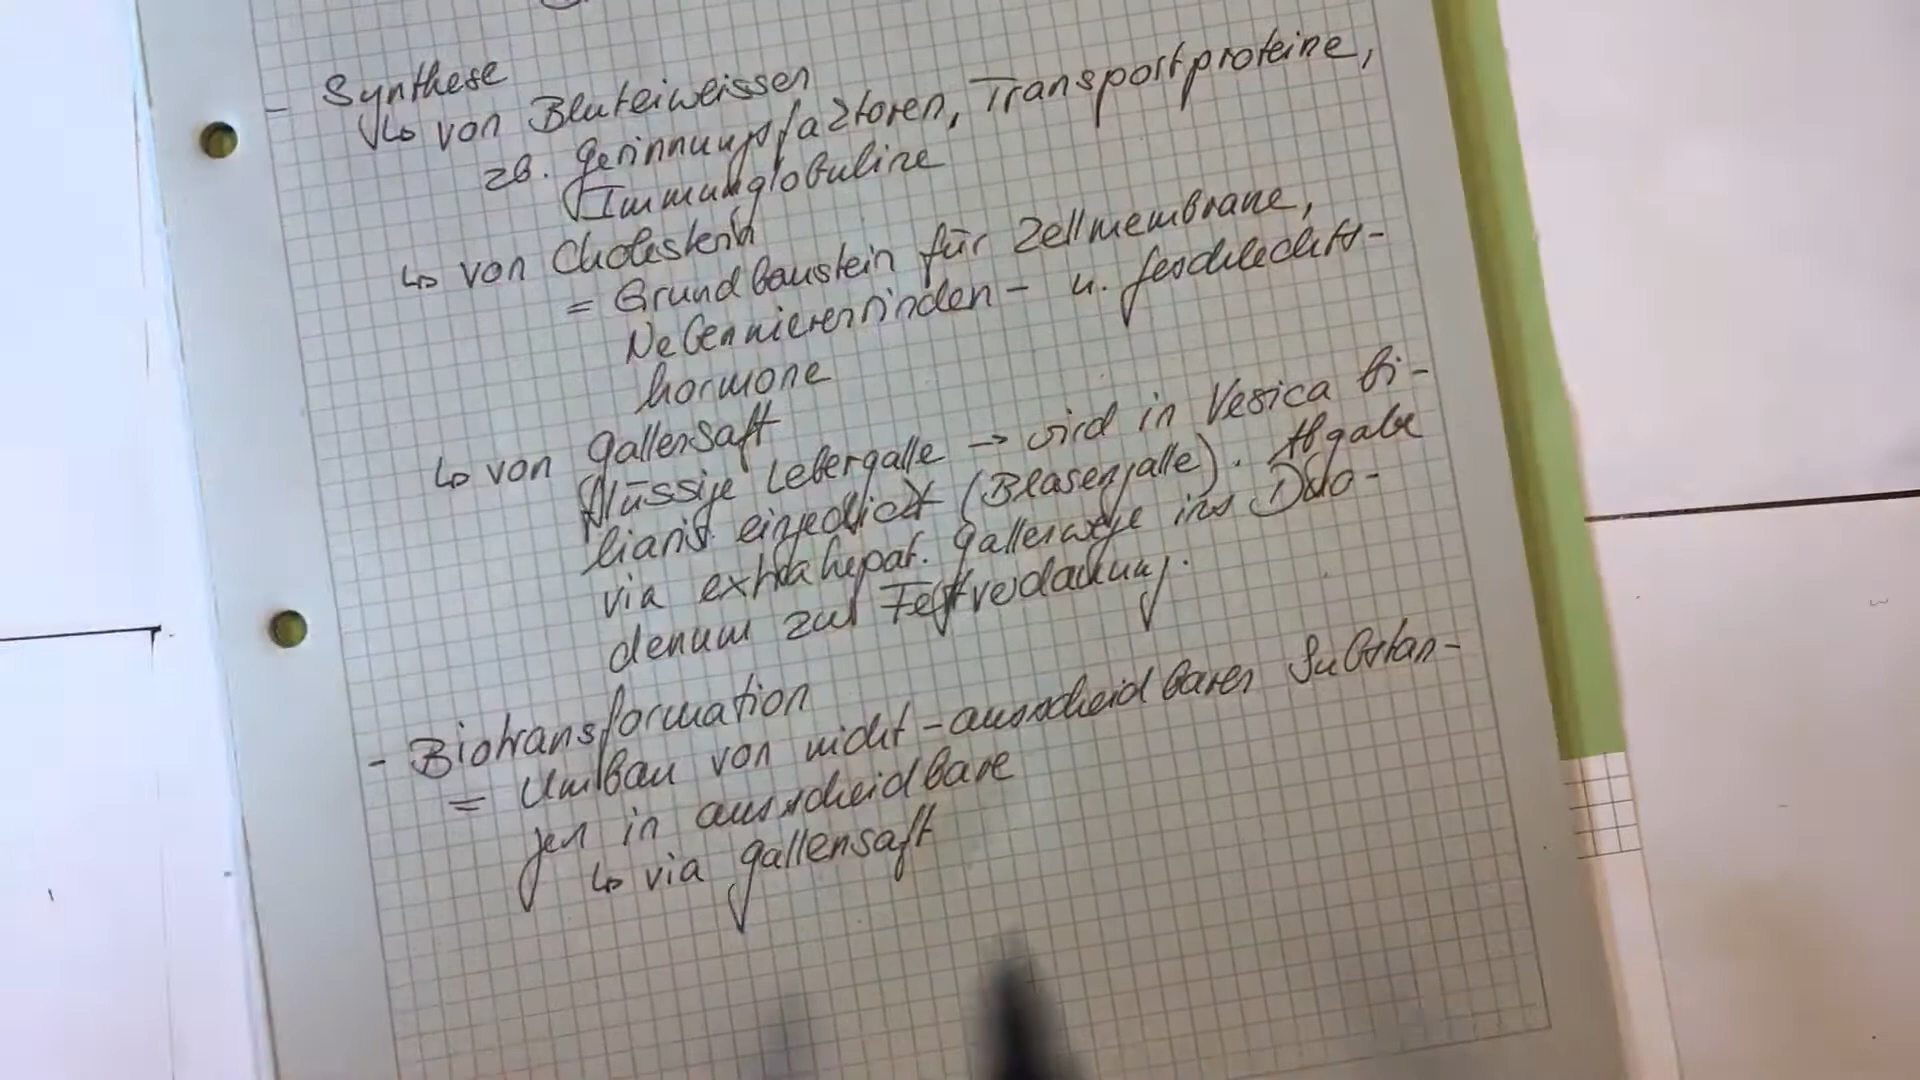 - Synthese
↳ von Bluteiweissen
zB. Gerinnungsfaktoren, Transportproteine,
Immunglobuline
↳ von Cholesterin
= Grundbaustein für Zellmembrane,
Nebennierenrinden- u. Geschlechts-
hormone
↳ von Gallensaft
flüssige Lebergalle → wird in Vesica bi-
liaris eingedickt (Blasengalle). Abgabe
via extrahepat. Gallenwege ins Duo-
denum zur Fettverdauung.
- Biotransformation
= Umbau von nicht-ausscheidbaren Substan-
zen in ausscheidbare
↳ via Gallensaft